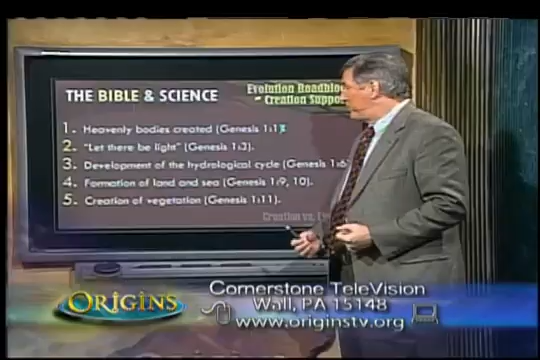 THE BIBLE & SCIENCE
Evolution Roadblo
- Creation Suppo
1. Heavenly bodies created (Genesis 1:1)
2. "Let there be light" (Genesis 1:3).
3. Development of the hydrological cycle (Genesis 1:6
4. Formation of land and sea (Genesis 1:9, 10).
5. Creation of vegetation (Genesis 1:11).
Creation vs. Ev
ORIGINS
Cornerstone TeleVision
Wall, PA 15148
www.originstv.org